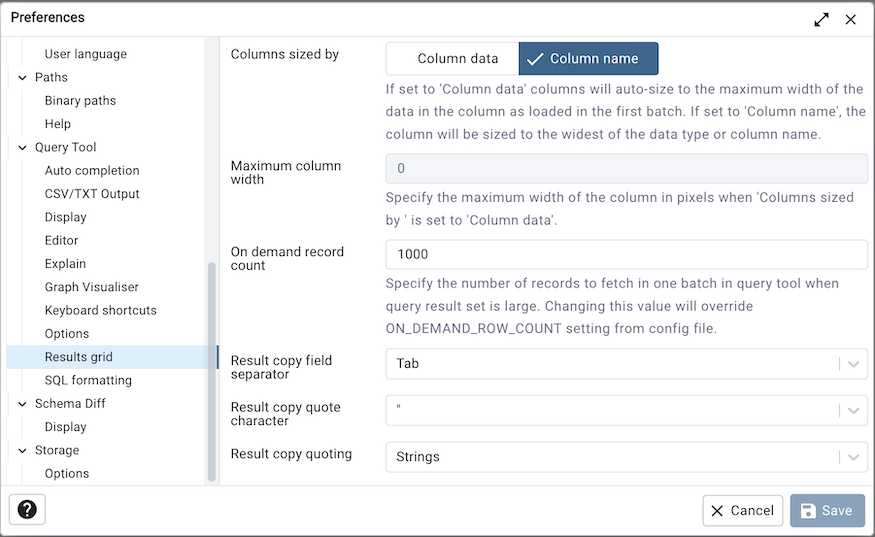 Preferences
User language
Paths
Binary paths
Help
Query Tool
Auto completion
CSV/TXT Output
Display
Editor
Explain
Graph Visualiser
Keyboard shortcuts
Options
Results grid
SQL formatting
Schema Diff
Display
Storage
Options
Columns sized by
Column data
Column name
If set to 'Column data' columns will auto-size to the maximum width of the
data in the column as loaded in the first batch. If set to 'Column name', the
column will be sized to the widest of the data type or column name.
Maximum column
width
0
Specify the maximum width of the column in pixels when 'Columns sized
by ' is set to 'Column data'.
On demand record
count
1000
Specify the number of records to fetch in one batch in query tool when
query result set is large. Changing this value will override
ON_DEMAND_ROW_COUNT setting from config file.
Result copy field
separator
Tab
Result copy quote
character
"
Result copy quoting
Strings
?
Cancel
Save